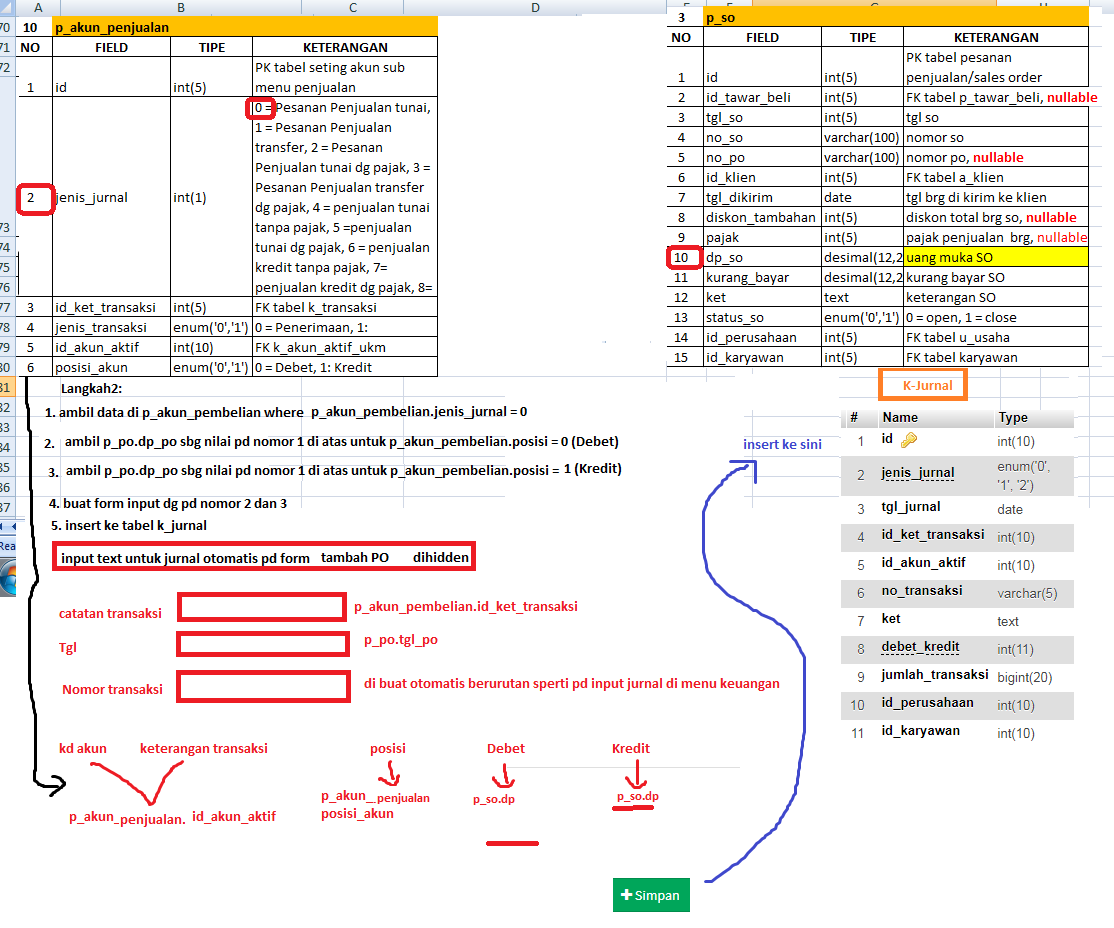 A B C D
70 10 p_akun_penjualan
71 NO FIELD TIPE KETERANGAN
72 1 id int(5) PK tabel seting akun sub
menu penjualan
2 jenis_jurnal int(1) 0 = Pesanan Penjualan tunai,
1 = Pesanan Penjualan
transfer, 2 = Pesanan
Penjualan tunai dg pajak, 3 =
Pesanan Penjualan transfer
dg pajak, 4 = penjualan tunai
73 tanpa pajak, 5 =penjualan
74 tunai dg pajak, 6 = penjualan
75 kredit tanpa pajak, 7=
76 penjualan kredit dg pajak, 8=
77 3 id_ket_transaksi int(5) FK tabel k_transaksi
78 4 jenis_transaksi enum('0','1') 0 = Penerimaan, 1:
79 5 id_akun_aktif int(10) FK k_akun_aktif_ukm
80 6 posisi_akun enum('0','1') 0 = Debet, 1: Kredit
3 p_so
NO FIELD TIPE KETERANGAN
1 id int(5) PK tabel pesanan
penjualan/sales order
2 id_tawar_beli int(5) FK tabel p_tawar_beli, nullable
3 tgl_so int(5) tgl so
4 no_so varchar(100) nomor so
5 no_po varchar(100) nomor po, nullable
6 id_klien int(5) FK tabel a_klien
7 tgl_dikirim date tgl brg di kirim ke klien
8 diskon_tambahan int(5) diskon total brg so, nullable
9 pajak int(5) pajak penjualan brg, nullable
10 dp_so desimal(12,2 uang muka SO
11 kurang_bayar desimal(12,2 kurang bayar SO
12 ket text keterangan SO
13 status_so enum('0','1') 0 = open, 1 = close
14 id_perusahaan int(5) FK tabel u_usaha
15 id_karyawan int(5) FK tabel karyawan
Langkah2:
1. ambil data di p_akun_pembelian where p_akun_pembelian.jenis_jurnal = 0
2. ambil p_po.dp_po sbg nilai pd nomor 1 di atas untuk p_akun_pembelian.posisi = 0 (Debet)
3. ambil p_po.dp_po sbg nilai pd nomor 1 di atas untuk p_akun_pembelian.posisi = 1 (Kredit)
4. buat form input dg pd nomor 2 dan 3
5. insert ke tabel k_jurnal
Rea
input text untuk jurnal otomatis pd form tambah PO dihidden
catatan transaksi p_akun_pembelian.id_ket_transaksi
Tgl p_po.tgl_po
Nomor transaksi di buat otomatis berurutan sperti pd input jurnal di menu keuangan
kd akun keterangan transaksi posisi Debet Kredit
p_akun_penjualan. id_akun_aktif
p_akun__penjualan
posisi_akun
p_so.dp
p_so.dp
Simpan
insert ke sini
K-Jurnal
# Name Type
1 id int(10)
2 jenis_jurnal enum('0',
'1', '2')
3 tgl_jurnal date
4 id_ket_transaksi int(10)
5 id_akun_aktif int(10)
6 no_transaksi varchar(5)
7 ket text
8 debet_kredit int(11)
9 jumlah_transaksi bigint(20)
10 id_perusahaan int(10)
11 id_karyawan int(10)